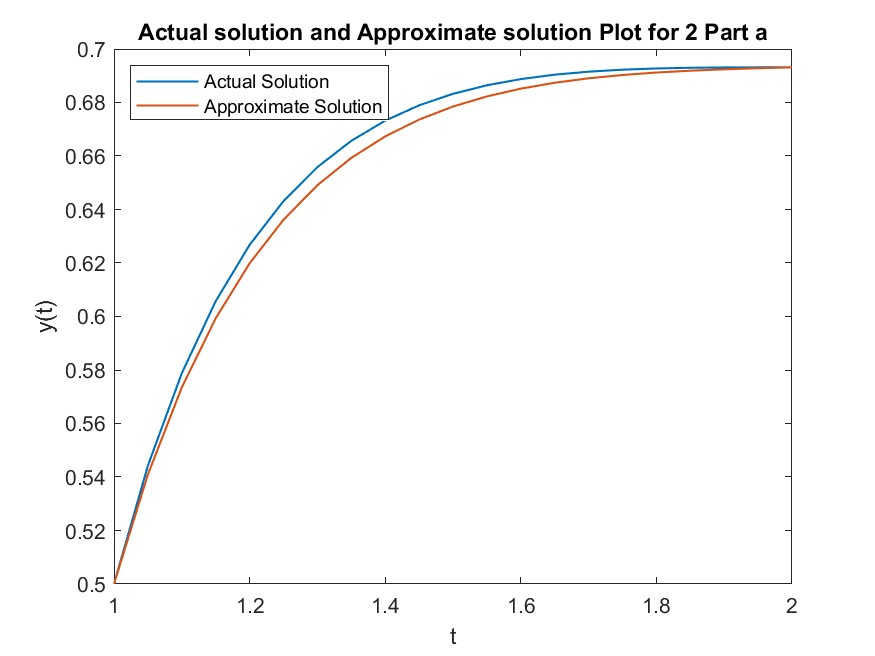 Actual solution and Approximate solution Plot for 2 Part a
0.7
Actual Solution
Approximate Solution
0.68
0.66
0.64
0.62
0.6
y(t)
0.58
0.56
0.54
0.52
0.5
1 1.2 1.4 1.6 1.8 2
t